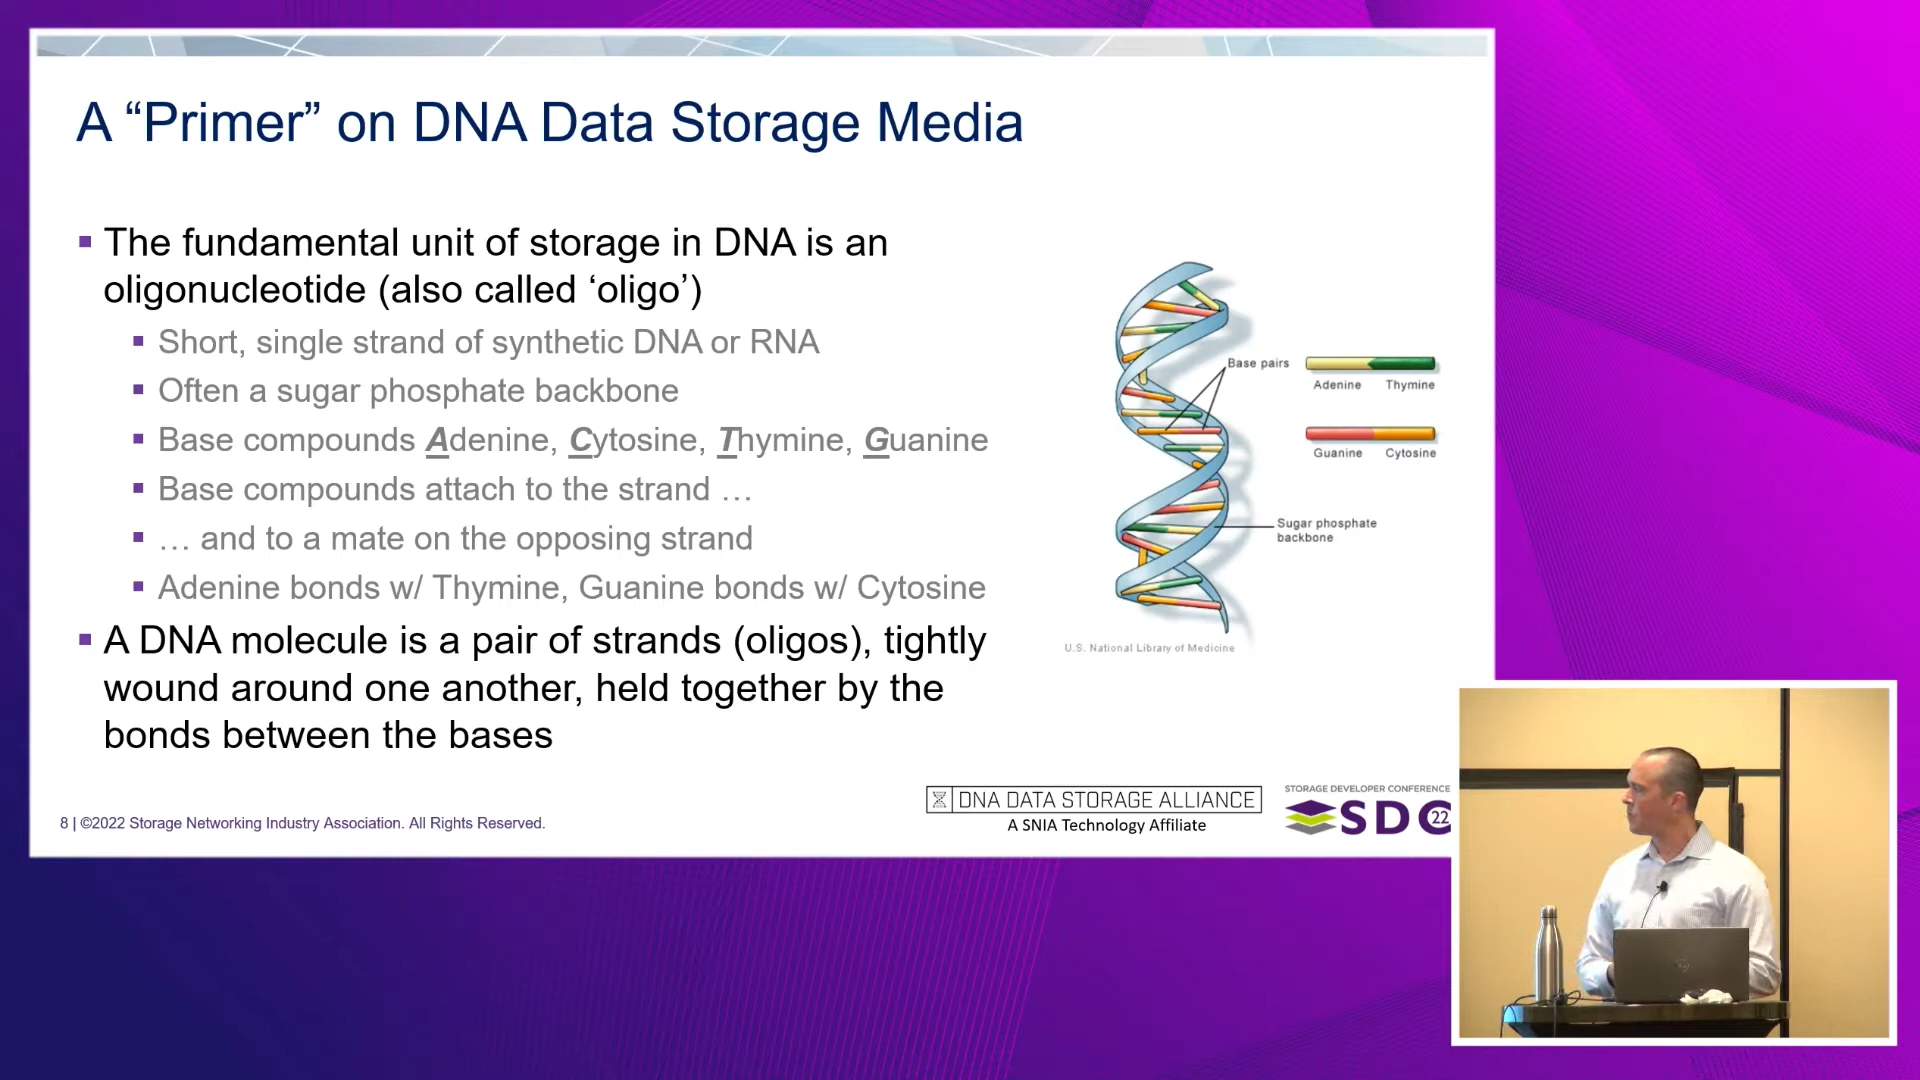 A “Primer” on DNA Data Storage Media
The fundamental unit of storage in DNA is an
oligonucleotide (also called ‘oligo’)
Short, single strand of synthetic DNA or RNA
Often a sugar phosphate backbone
Base compounds Adenine, Cytosine, Thymine, Guanine
Base compounds attach to the strand …
… and to a mate on the opposing strand
Adenine bonds w/ Thymine, Guanine bonds w/ Cytosine
A DNA molecule is a pair of strands (oligos), tightly
wound around one another, held together by the
bonds between the bases
Base pairs
Adenine Thymine
Guanine Cytosine
Sugar phosphate
backbone
U.S. National Library of Medicine
8 | ©2022 Storage Networking Industry Association. All Rights Reserved.
DNA DATA STORAGE ALLIANCE
A SNIA Technology Affiliate
STORAGE DEVELOPER CONFERENCE
SDC 22